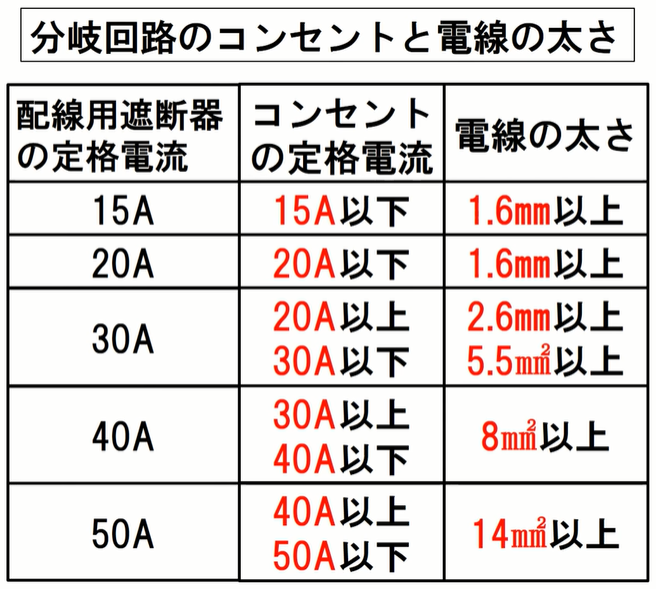 分岐回路のコンセントと電線の太さ
配線用遮断器
の定格電流
コンセント
の定格電流
電線の太さ
15A
15A以下
1.6mm以上
20A
20A以下
1.6mm以上
30A
20A以上
30A以下
2.6mm以上
5.5㎟以上
40A
30A以上
40A以下
8㎟以上
50A
40A以上
50A以下
14㎟以上